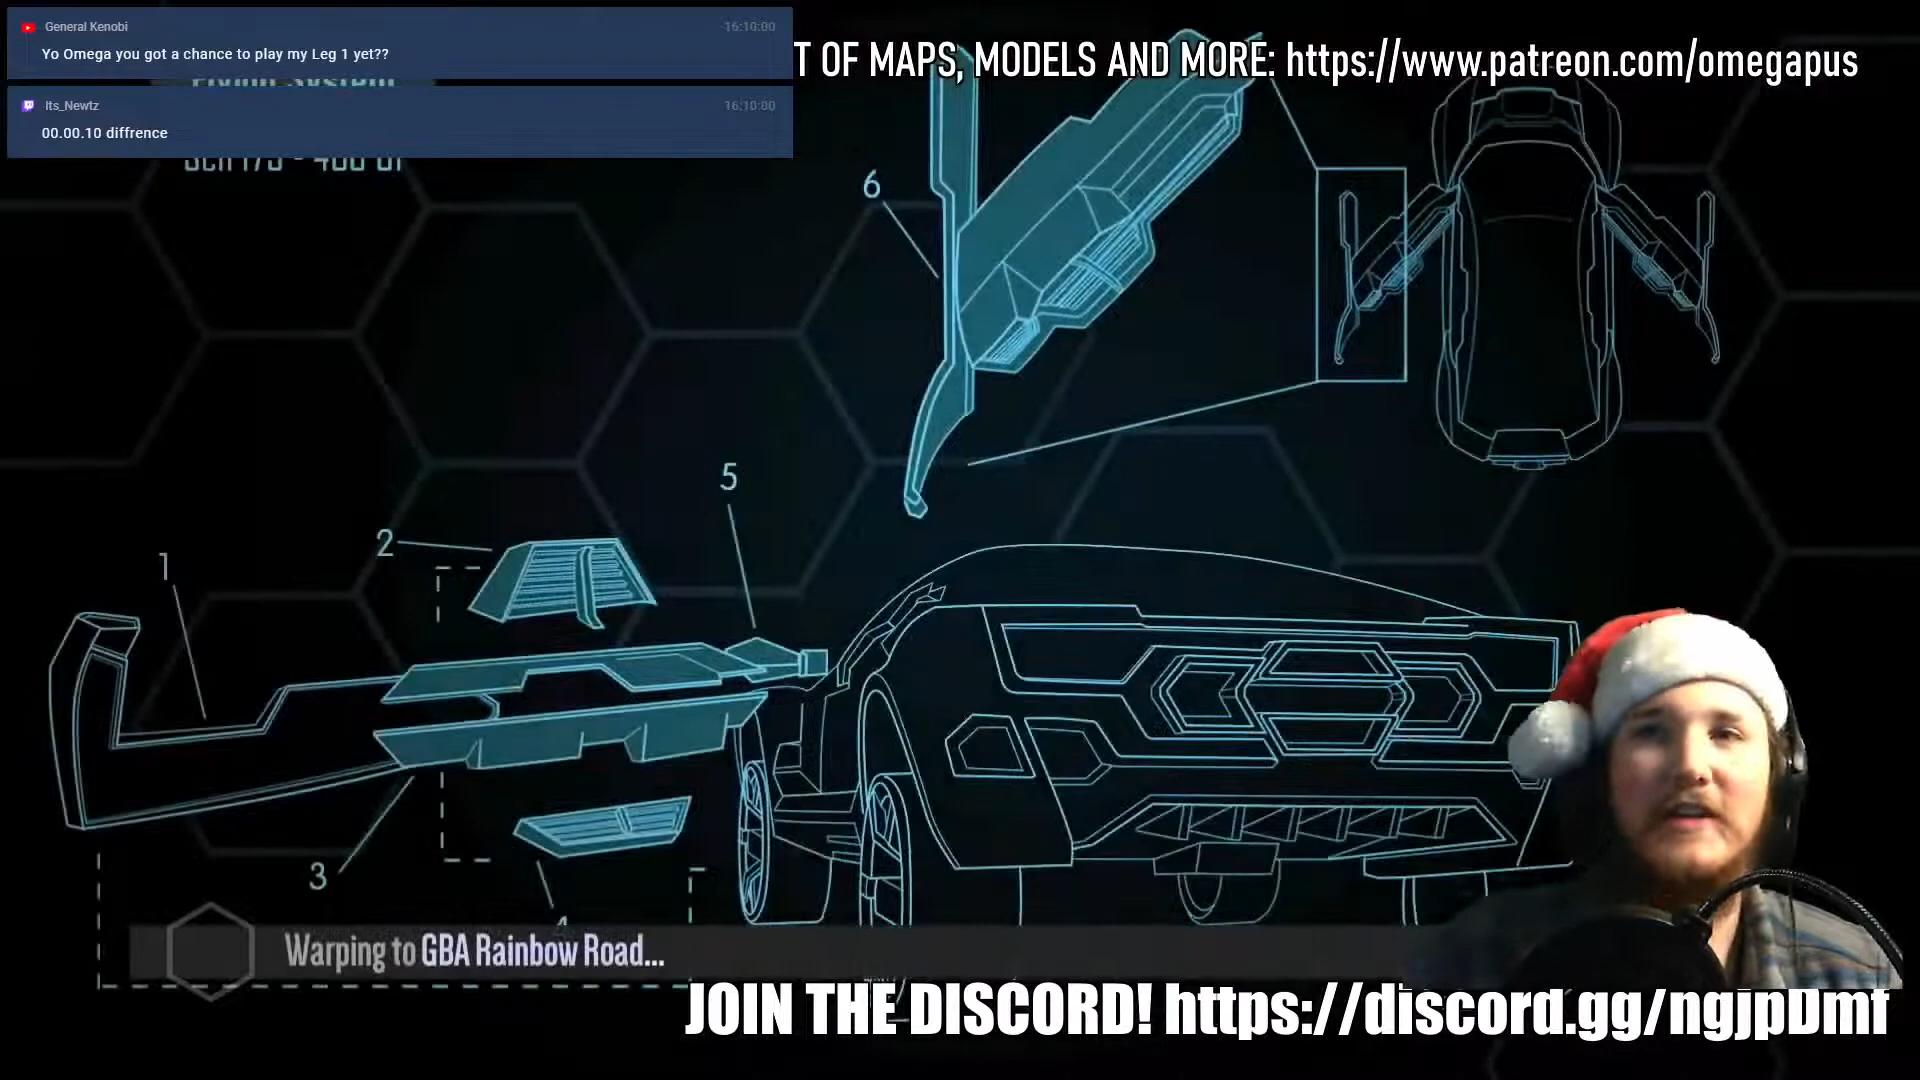 General Kenobi
-16:10:00
Yo Omega you got a chance to play my Leg 1 yet??
T OF MAPS, MODELS AND MORE: https://www.patreon.com/omegapus
Its_Newtz
16:10:00
00.00.10 diffrence
6
5
2
1
3
4
Warping to GBA Rainbow Road...
JOIN THE DISCORD! https://discord.gg/ngjpDmf